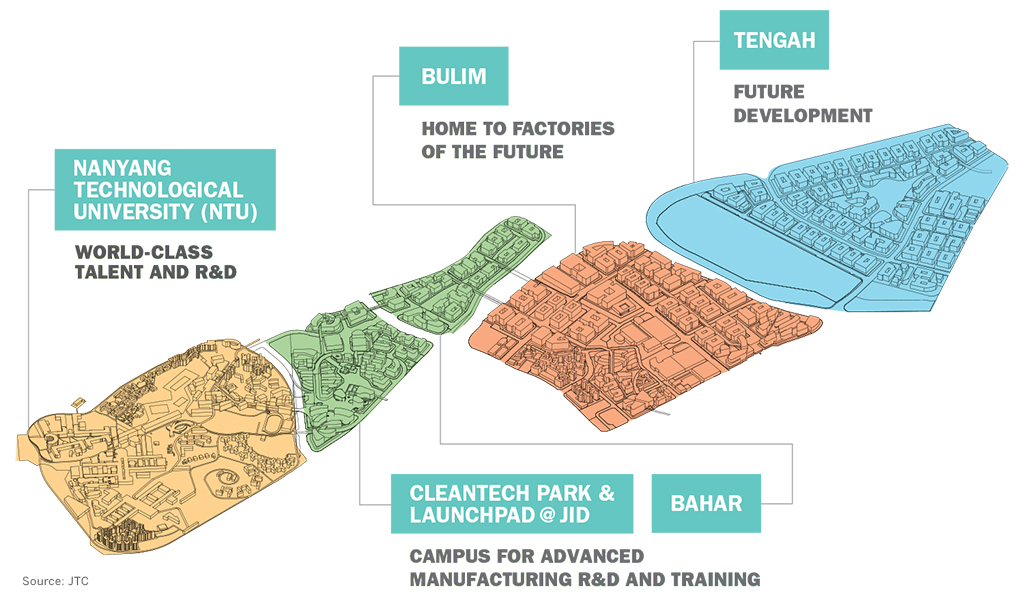 TENGAH
FUTURE
DEVELOPMENT
BULIM
HOME TO FACTORIES
OF THE FUTURE
NANYANG
TECHNOLOGICAL
UNIVERSITY (NTU)
WORLD-CLASS
TALENT AND R&D
CLEANTECH PARK &
LAUNCHPAD @ JID
BAHAR
CAMPUS FOR ADVANCED
MANUFACTURING R&D AND TRAINING
Source: JTC